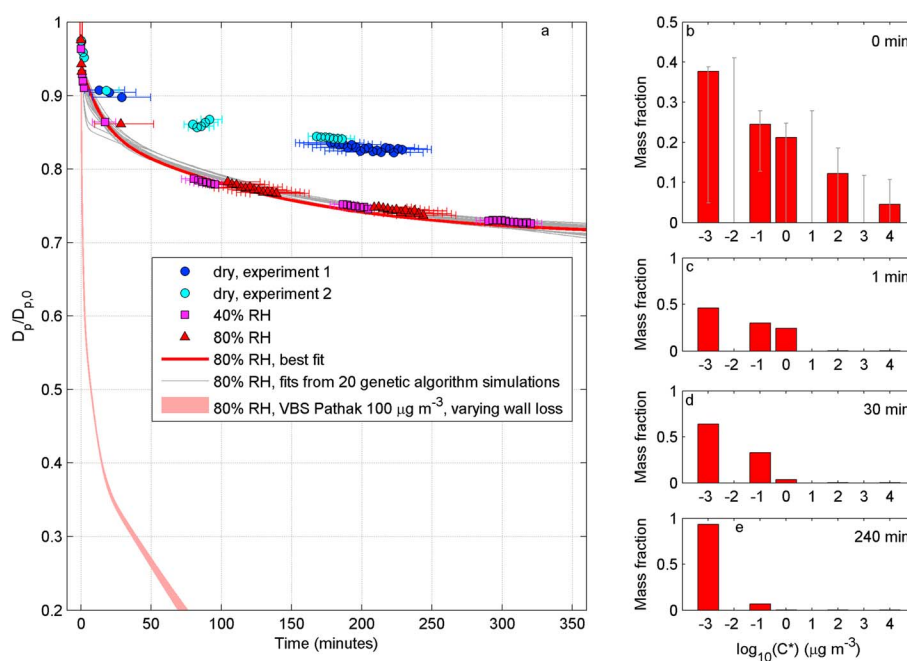 a
1
0.9
0.8
0.7
0.6
0.5
0.4
0.3
0.2
D_p/D_p,0
0 50 100 150 200 250 300 350
Time (minutes)
dry, experiment 1
dry, experiment 2
40% RH
80% RH
80% RH, best fit
80% RH, fits from 20 genetic algorithm simulations
80% RH, VBS Pathak 100 μg m⁻³, varying wall loss
b
0 min
0.5
0.4
0.3
0.2
0.1
0
Mass fraction
-3 -2 -1 0 1 2 3 4
c
1 min
1
0.5
0
Mass fraction
-3 -2 -1 0 1 2 3 4
d
30 min
1
0.5
0
Mass fraction
-3 -2 -1 0 1 2 3 4
e
240 min
1
0.5
0
Mass fraction
-3 -2 -1 0 1 2 3 4
log₁₀(C*) (μg m⁻³)